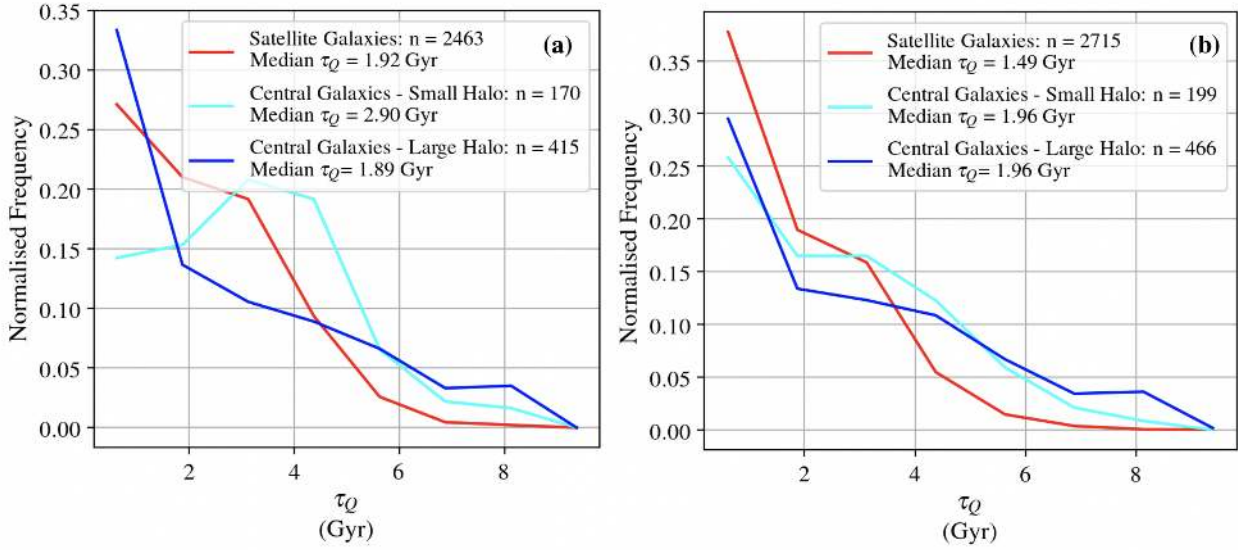 0.35
0.30
0.25
0.20
0.15
0.10
0.05
0.00
Normalised Frequency
Satellite Galaxies: n = 2463
Median τQ = 1.92 Gyr
Central Galaxies - Small Halo: n = 170
Median τQ = 2.90 Gyr
Central Galaxies - Large Halo: n = 415
Median τQ= 1.89 Gyr
(a)
2 4 6 8
τQ
(Gyr)
0.35
0.30
0.25
0.20
0.15
0.10
0.05
0.00
Normalised Frequency
Satellite Galaxies: n = 2715
Median τQ = 1.49 Gyr
Central Galaxies - Small Halo: n = 199
Median τQ = 1.96 Gyr
Central Galaxies - Large Halo: n = 466
Median τQ = 1.96 Gyr
(b)
2 4 6 8
τQ
(Gyr)